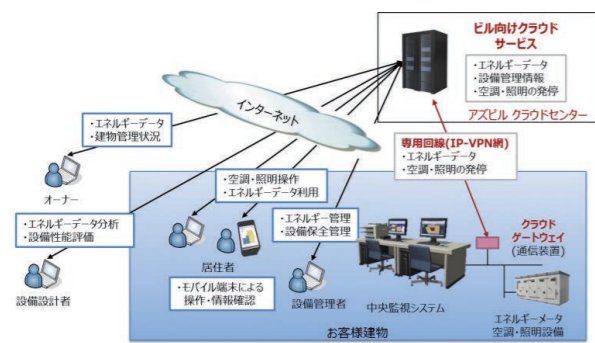 ビル向けクラウド
サービス
・エネルギーデータ
・設備管理情報
・空調・照明の発停
アズビル クラウドセンター
インターネット
専用回線(IP-VPN網)
・エネルギーデータ
・空調・照明の発停
・エネルギーデータ
・建物管理状況
オーナー
・空調・照明操作
・エネルギーデータ利用
・エネルギーデータ分析
・設備性能評価
設備設計者
・エネルギー管理
・設備保全管理
クラウド
ゲートウェイ
(通信装置)
居住者
・モバイル端末による
操作・情報確認
設備管理者
中央監視システム
エネルギーメータ
空調・照明設備
お客様建物